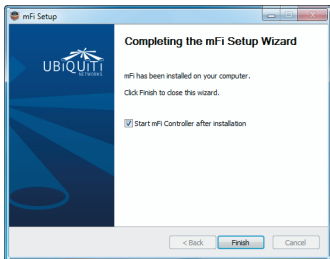 mFi Setup
Completing the mFi Setup Wizard
UBIQUITI
NETWORKS
mFi has been installed on your computer.
Click Finish to close this wizard.
Start mFi Controller after installation
< Back
Finish
Cancel